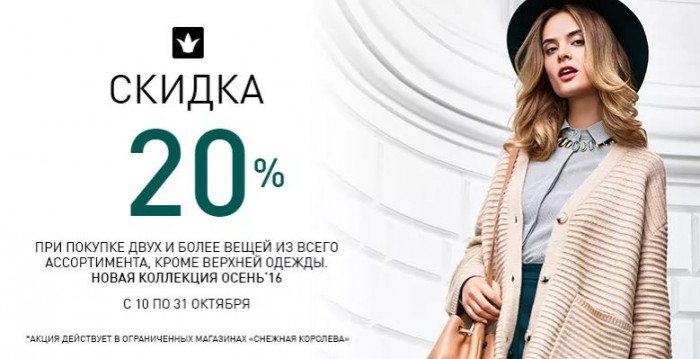 СКИДКА
20%
ПРИ ПОКУПКЕ ДВУХ И БОЛЕЕ ВЕЩЕЙ ИЗ ВСЕГО
АССОРТИМЕНТА, КРОМЕ ВЕРХНЕЙ ОДЕЖДЫ.
НОВАЯ КОЛЛЕКЦИЯ ОСЕНЬ'16
С 10 ПО 31 ОКТЯБРЯ
*АКЦИЯ ДЕЙСТВУЕТ В ОГРАНИЧЕННЫХ МАГАЗИНАХ «СНЕЖНАЯ КОРОЛЕВА»